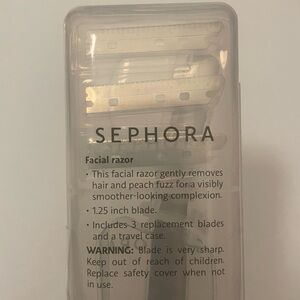 SEPHORA
Facial razor
• This facial razor gently removes
hair and peach fuzz for a visibly
smoother-looking complexion.
• 1.25 inch blade.
• Includes 3 replacement blades
and a travel case.
WARNING: Blade is very sharp.
Keep out of reach of children.
Replace safety cover when not
in use.